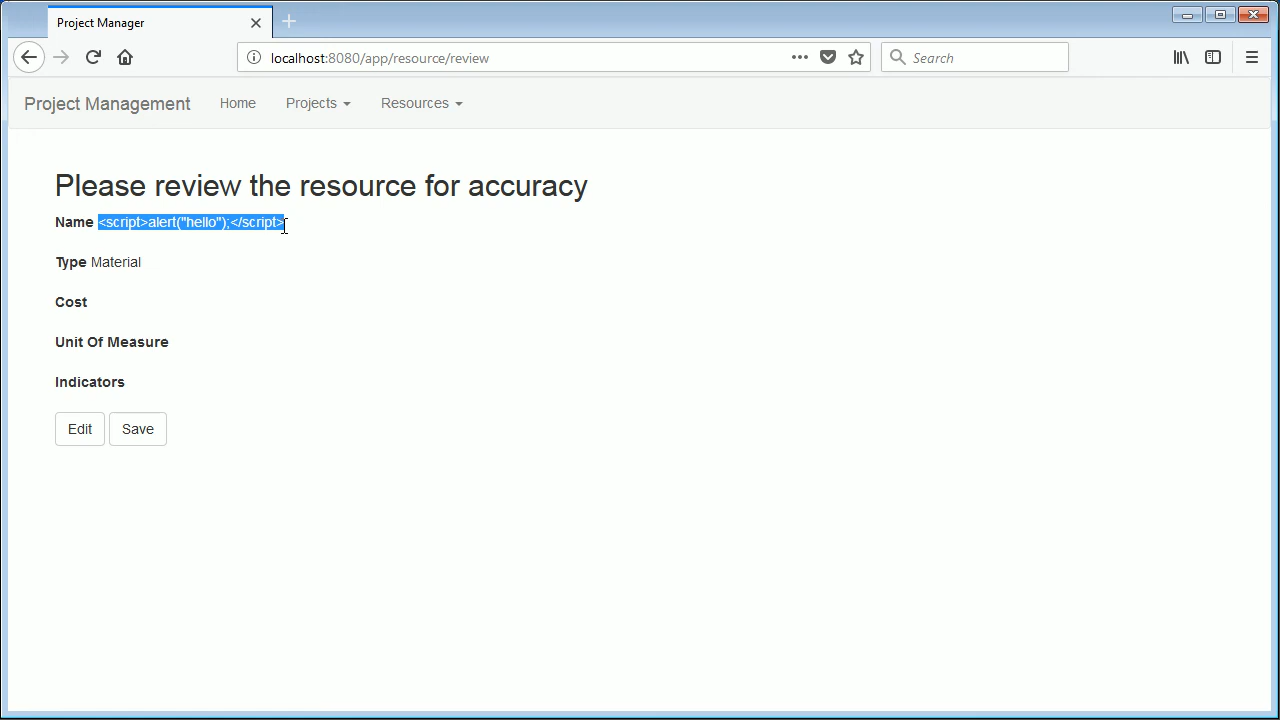 Project Manager
localhost:8080/app/resource/review
Search
Project Management Home Projects Resources
Please review the resource for accuracy
Name <script>alert("hello");</script>
Type Material
Cost
Unit Of Measure
Indicators
Edit Save